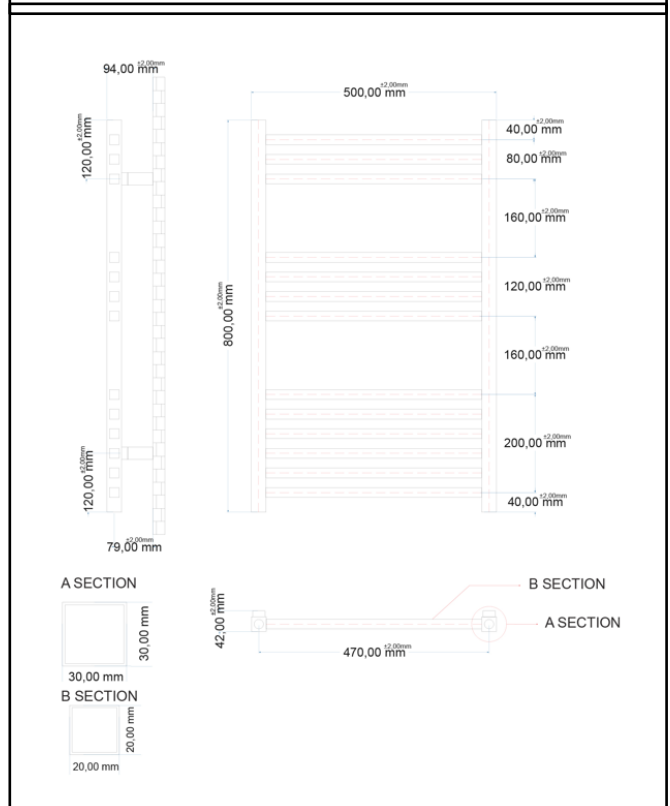 ±2,00mm
94,00 mm
±2,00mm
500,00 mm
±2,00mm
40,00 mm
±2,00mm
80,00 mm
±2,00mm
-120,00 mm
±2,00mm
160,00 mm
±2,00mm
120,00 mm
±2,00mm
800,00 mm
±2,00mm
160,00 mm
±2,00mm
200,00 mm
±2,00mm
-120,00 mm
±2,00mm
40,00 mm
±2,00mm
79,00 mm
A SECTION
30,00 mm
30,00 mm
B SECTION
20,00 mm
20,00 mm
±2,00mm
42,00 mm
±2,00mm
470,00 mm
B SECTION
A SECTION